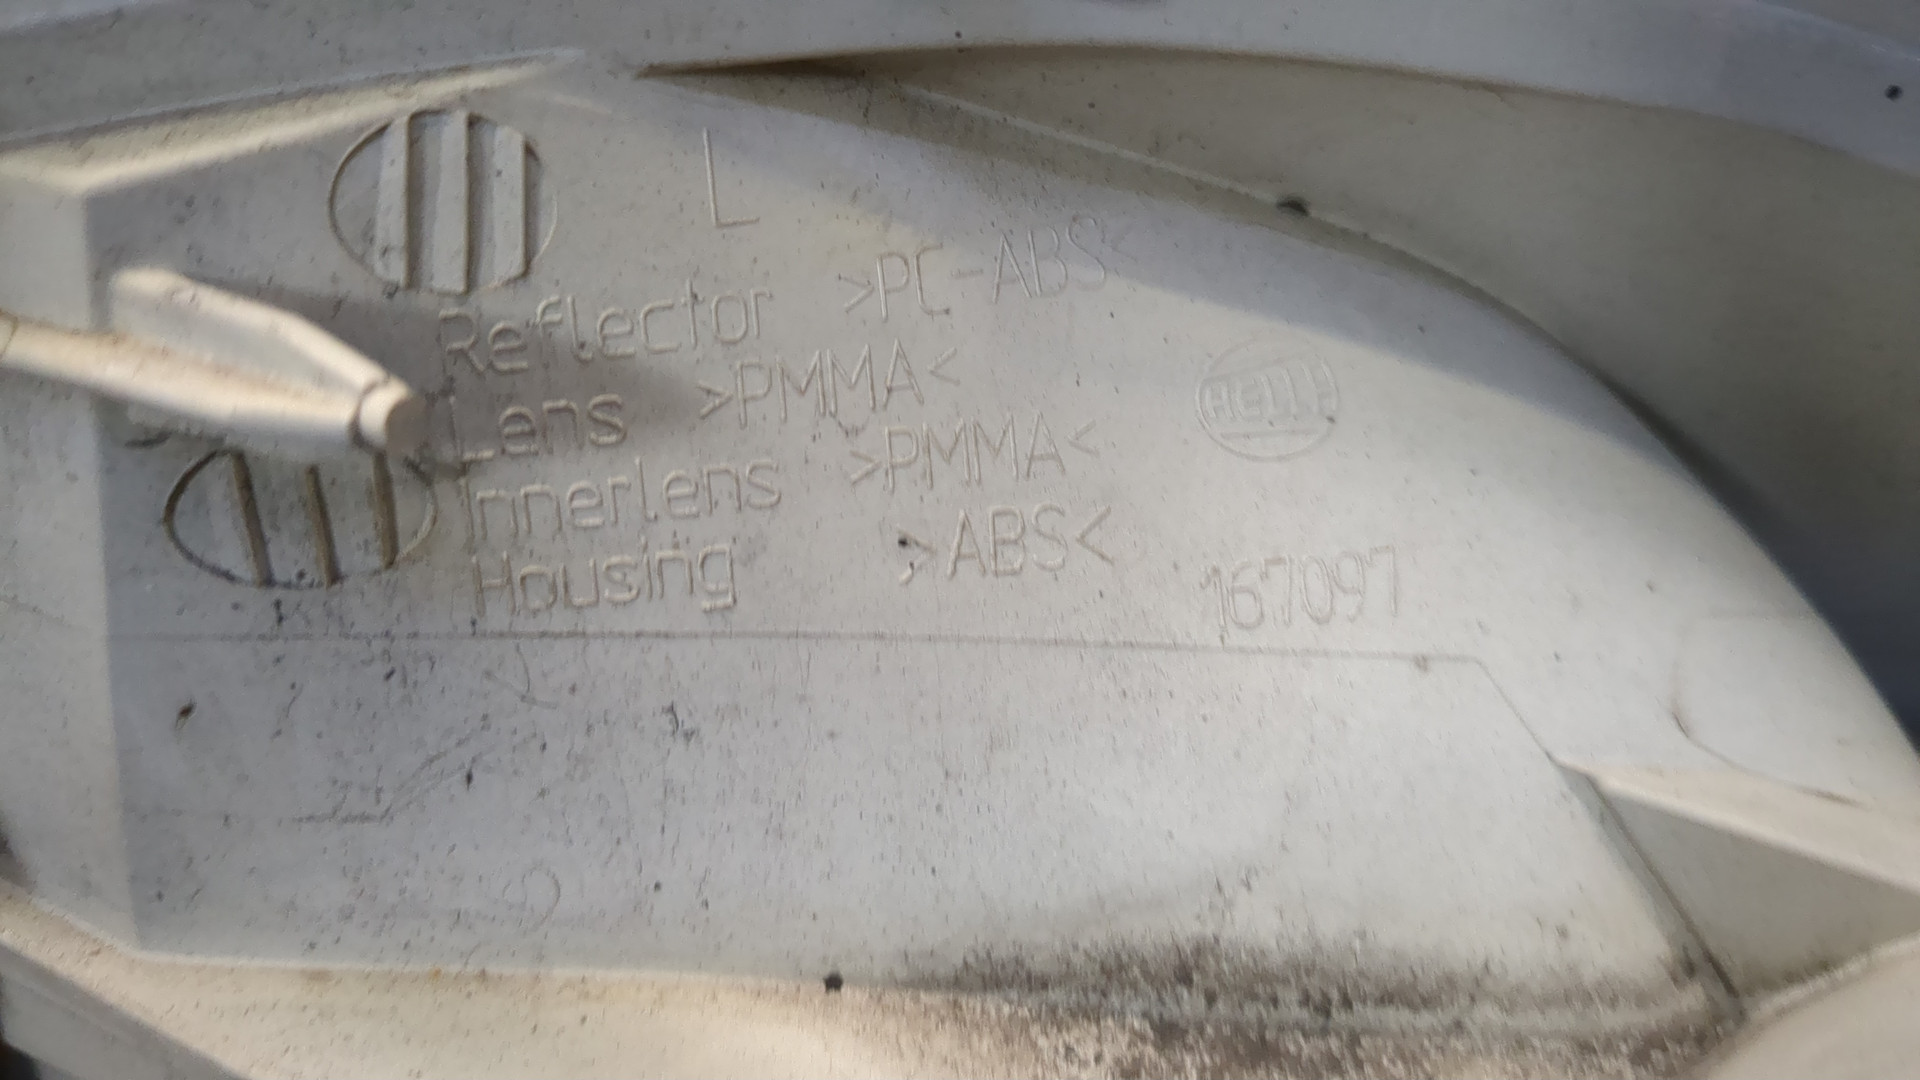 L
Reflector >PC-ABS<
Lens >PMMA<
Innerlens >PMMA<
Housing >ABS<
HELLA
167097